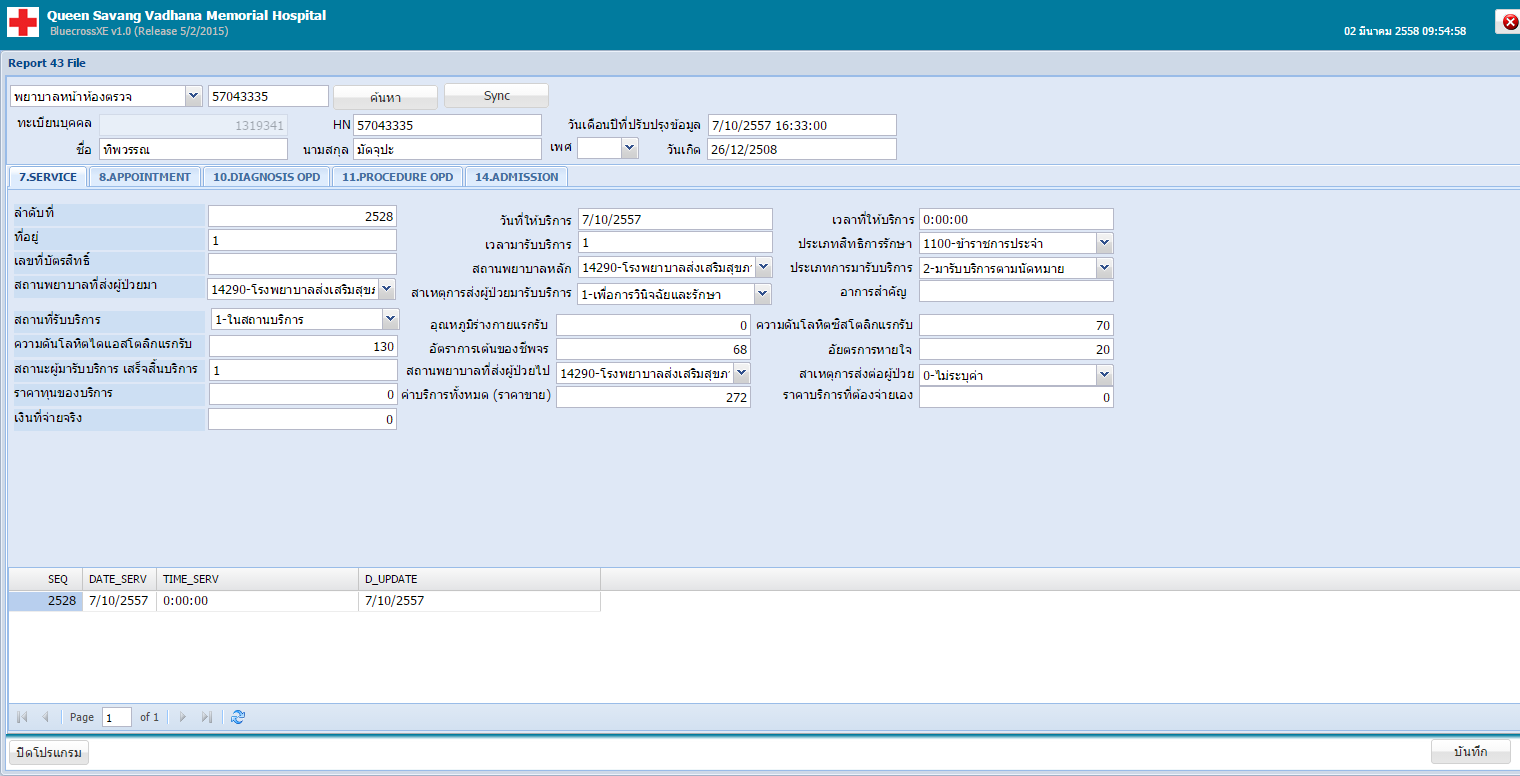 Queen Savang Vadhana Memorial Hospital
BluecrossXE v1.0 (Release 5/2/2015)
02 มีนาคม 2558 09:54:58
Report 43 File
พยาบาลหน้าห้องตรวจ 57043335 ค้นหา Sync
ทะเบียนบุคคล 1319341 HN 57043335 วันเดือนปีที่ปรับปรุงข้อมูล 7/10/2557 16:33:00
ชื่อ ทิพวรรณ นามสกุล มัดจุปะ เพศ วันเกิด 26/12/2508
7.SERVICE 8.APPOINTMENT 10.DIAGNOSIS OPD 11.PROCEDURE OPD 14.ADMISSION
ลำดับที่ 2528 วันที่ให้บริการ 7/10/2557 เวลาที่ให้บริการ 0:00:00
ที่อยู่ 1 เวลามารับบริการ 1 ประเภทสิทธิการรักษา 1100-ข้าราชการประจำ
เลขที่บัตรสิทธิ์ สถานพยาบาลหลัก 14290-โรงพยาบาลส่งเสริมสุขภ ประเภทการมารับบริการ 2-มารับบริการตามนัดหมาย
สถานพยาบาลที่ส่งผู้ป่วยมา 14290-โรงพยาบาลส่งเสริมสุขภ สาเหตุการส่งผู้ป่วยมารับบริการ 1-เพื่อการวินิจฉัยและรักษา อาการสำคัญ
สถานที่รับบริการ 1-ในสถานบริการ อุณหภูมิร่างกายแรกรับ 0 ความดันโลหิตซิสโตลิกแรกรับ 70
ความดันโลหิตไดแอสโตลิกแรกรับ 130 อัตราการเต้นของชีพจร 68 อัยตรการหายใจ 20
สถานะผู้มารับบริการ เสร็จสิ้นบริการ 1 สถานพยาบาลที่ส่งผู้ป่วยไป 14290-โรงพยาบาลส่งเสริมสุขภ สาเหตุการส่งต่อผู้ป่วย 0-ไม่ระบุค่า
ราคาทุนของบริการ 0 ค่าบริการทั้งหมด (ราคาขาย) 272 ราคาบริการที่ต้องจ่ายเอง 0
เงินที่จ่ายจริง 0
SEQ DATE_SERV TIME_SERV D_UPDATE
2528 7/10/2557 0:00:00 7/10/2557
Page 1 of 1
ปิดโปรแกรม บันทึก